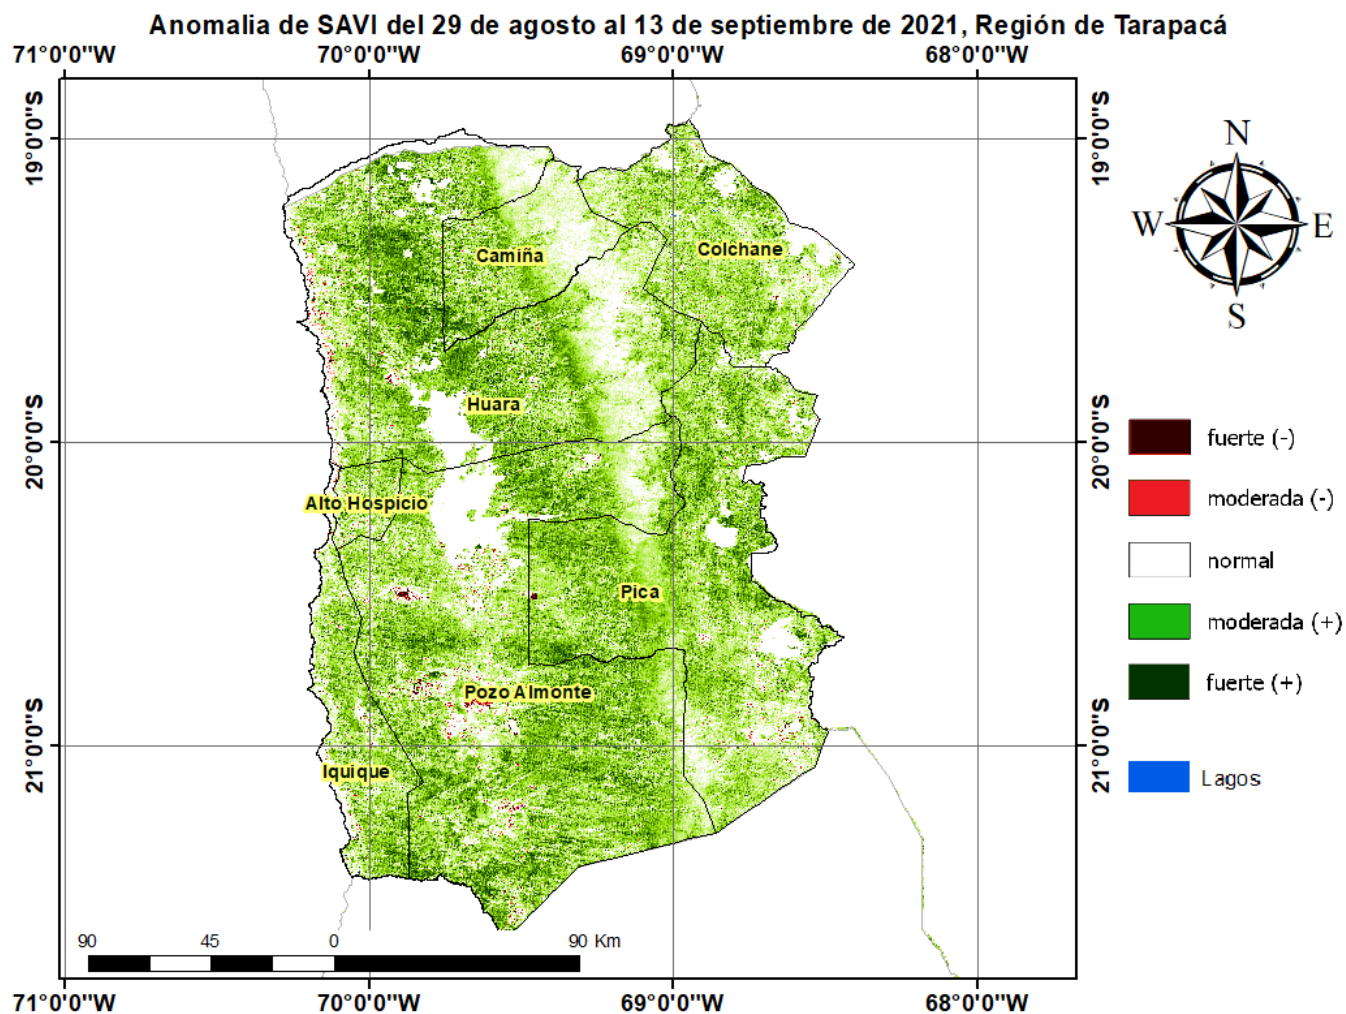 Anomalia de SAVI del 29 de agosto al 13 de septiembre de 2021, Región de Tarapacá
71°0'0"W 70°0'0"W 69°0'0"W 68°0'0"W
19°0'0"S 19°0'0"S
N
W E
S
Camiña Colchane
Huara
20°0'0"S 20°0'0"S
fuerte (-)
moderada (-)
Alto Hospicio
normal
Pica
moderada (+)
fuerte (+)
Pozo Almonte
21°0'0"S 21°0'0"S
Iquique
Lagos
90 45 0 90 Km
71°0'0"W 70°0'0"W 69°0'0"W 68°0'0"W